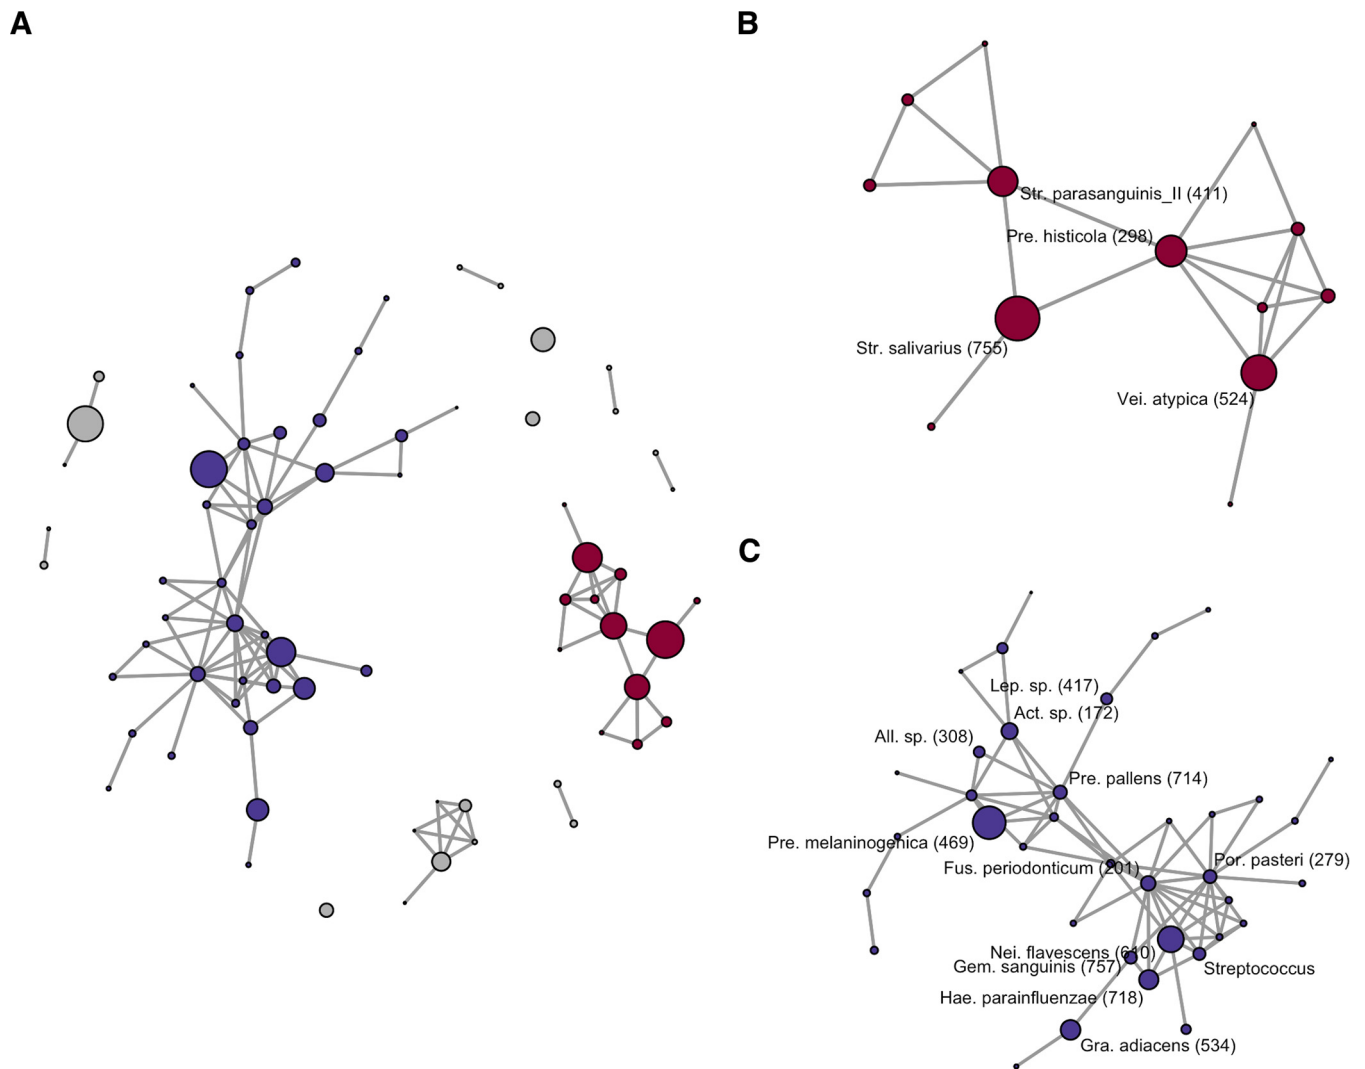 A
B
Str. parasanguinis_II (411)
Pre. histicola (298)
Str. salivarius (755)
Vei. atypica (524)
C
Lep. sp. (417)
Act. sp. (172)
All. sp. (308)
Pre. pallens (714)
Pre. melaninogenica (469)
Fus. periodonticum (201)
Por. pasteri (279)
Nei. flavescens (610)
Gem. sanguinis (757)
Streptococcus
Hae. parainfluenzae (718)
Gra. adiacens (534)